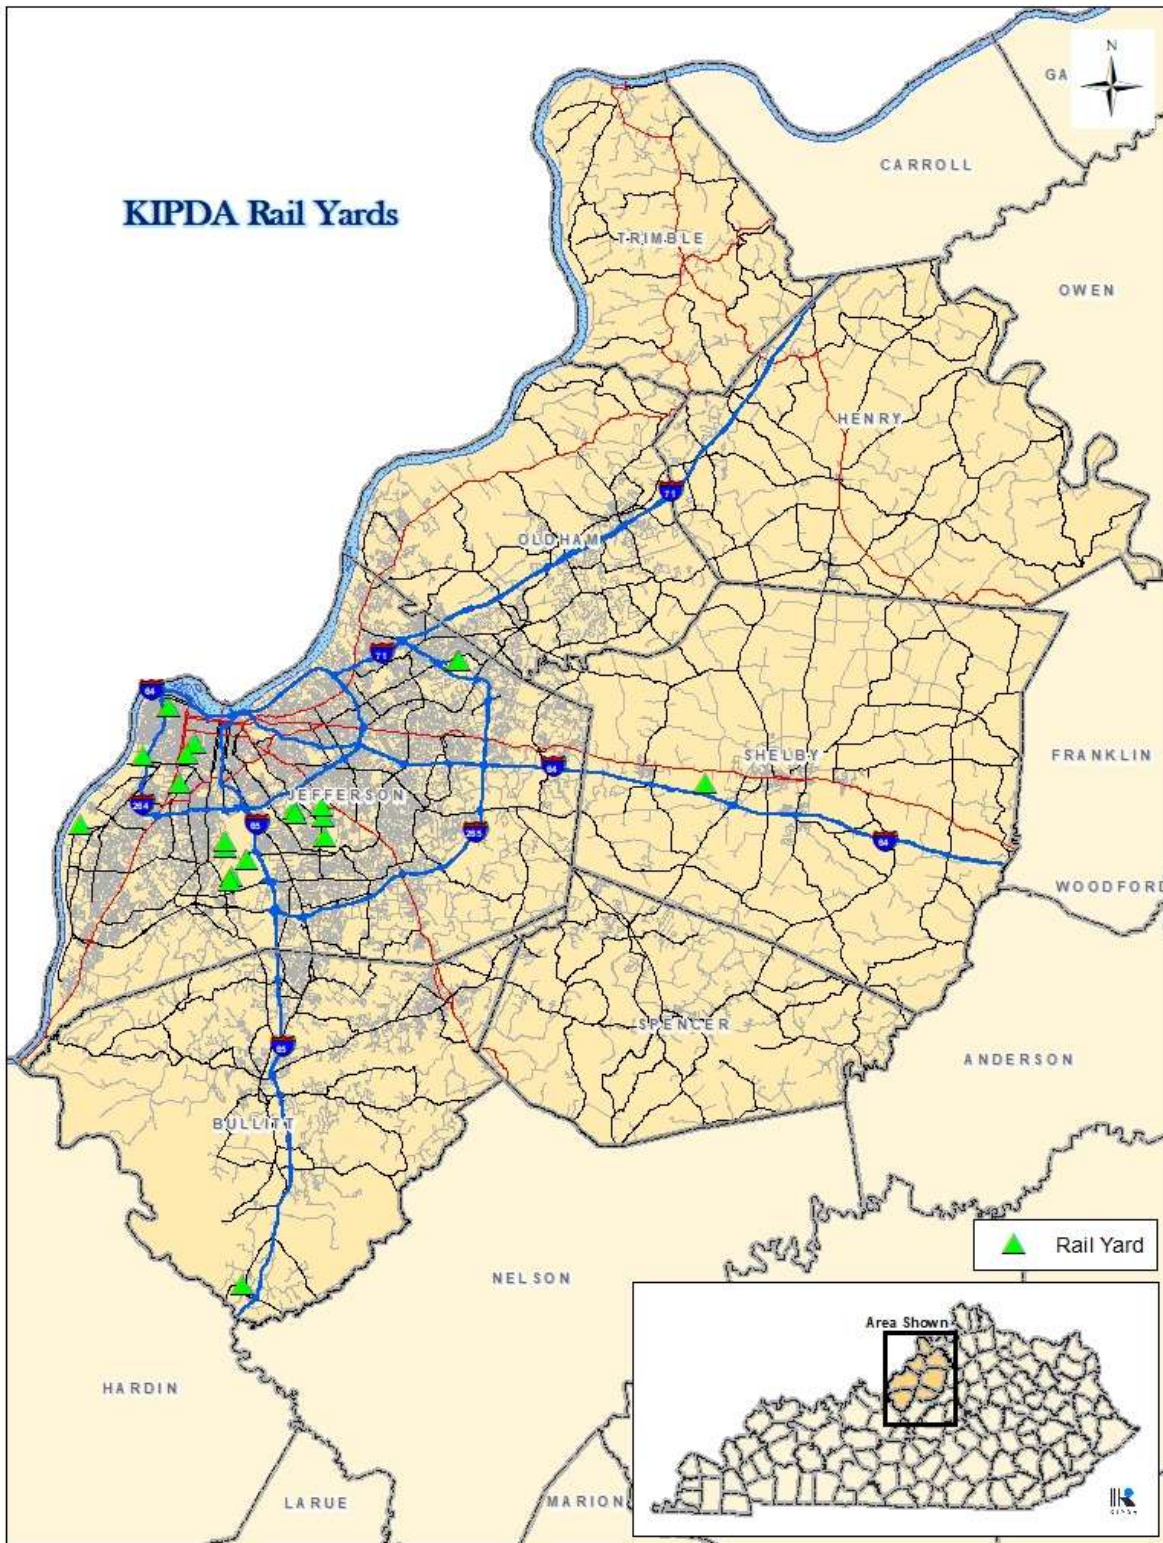 N
GA
CARROLL
KIPDA Rail Yards
TRIMBLE
OWEN
HENRY
71
OLDHAM
71
64
SHELBY
FRANKLIN
64
JEFFERSON
264
65
265
64
WOODFORD
SPENCER
65
ANDERSON
BULLITT
Rail Yard
NELSON
Area Shown
HARDIN
LARUE
MARION